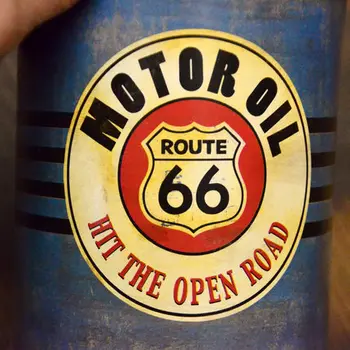 MOTOR OIL
ROUTE
66
HIT THE OPEN ROAD